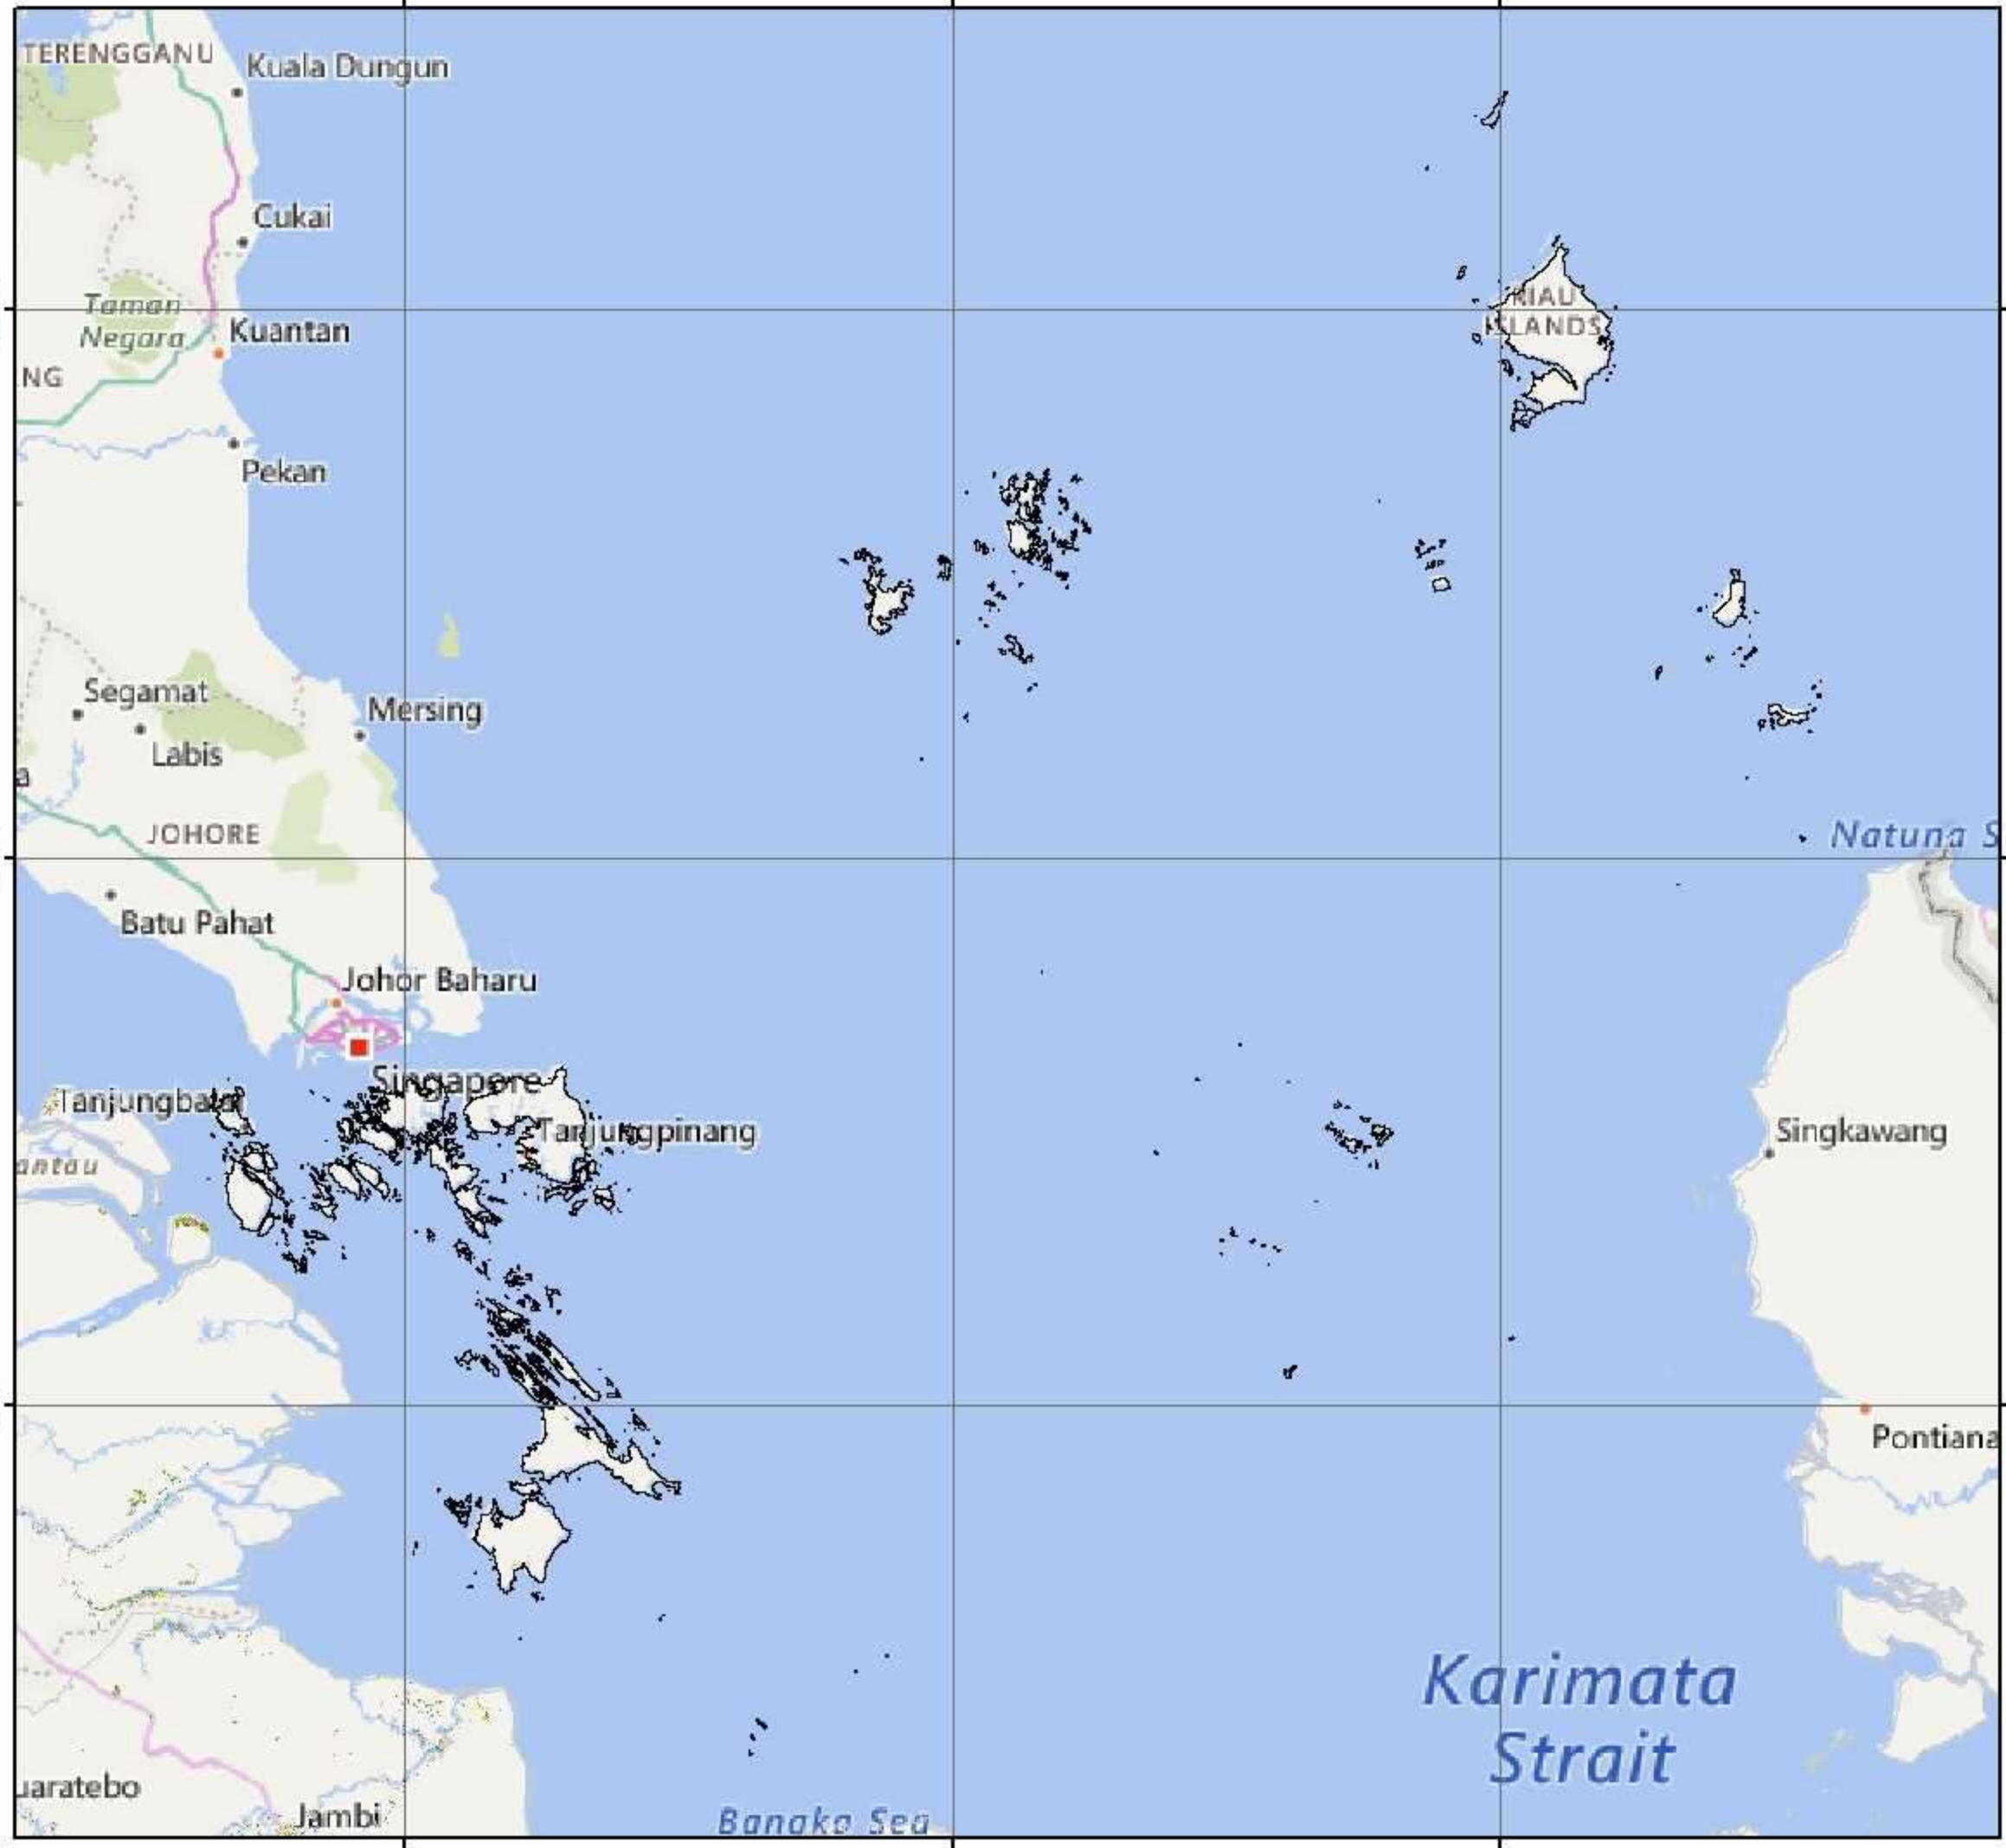 TERENGGANU
Kuala Dungun
Cukai
Taman
Negara
Kuantan
NG
RIAU
ISLANDS
Pekan
Segamat
Mersing
Labis
a
JOHORE
Natuna S
Batu Pahat
Johor Baharu
Singapore
Tanjungbalai
Tanjungpinang
Singkawang
antau
Pontiana
Karimata
Strait
uaratebo
Jambi
Bangka Sea